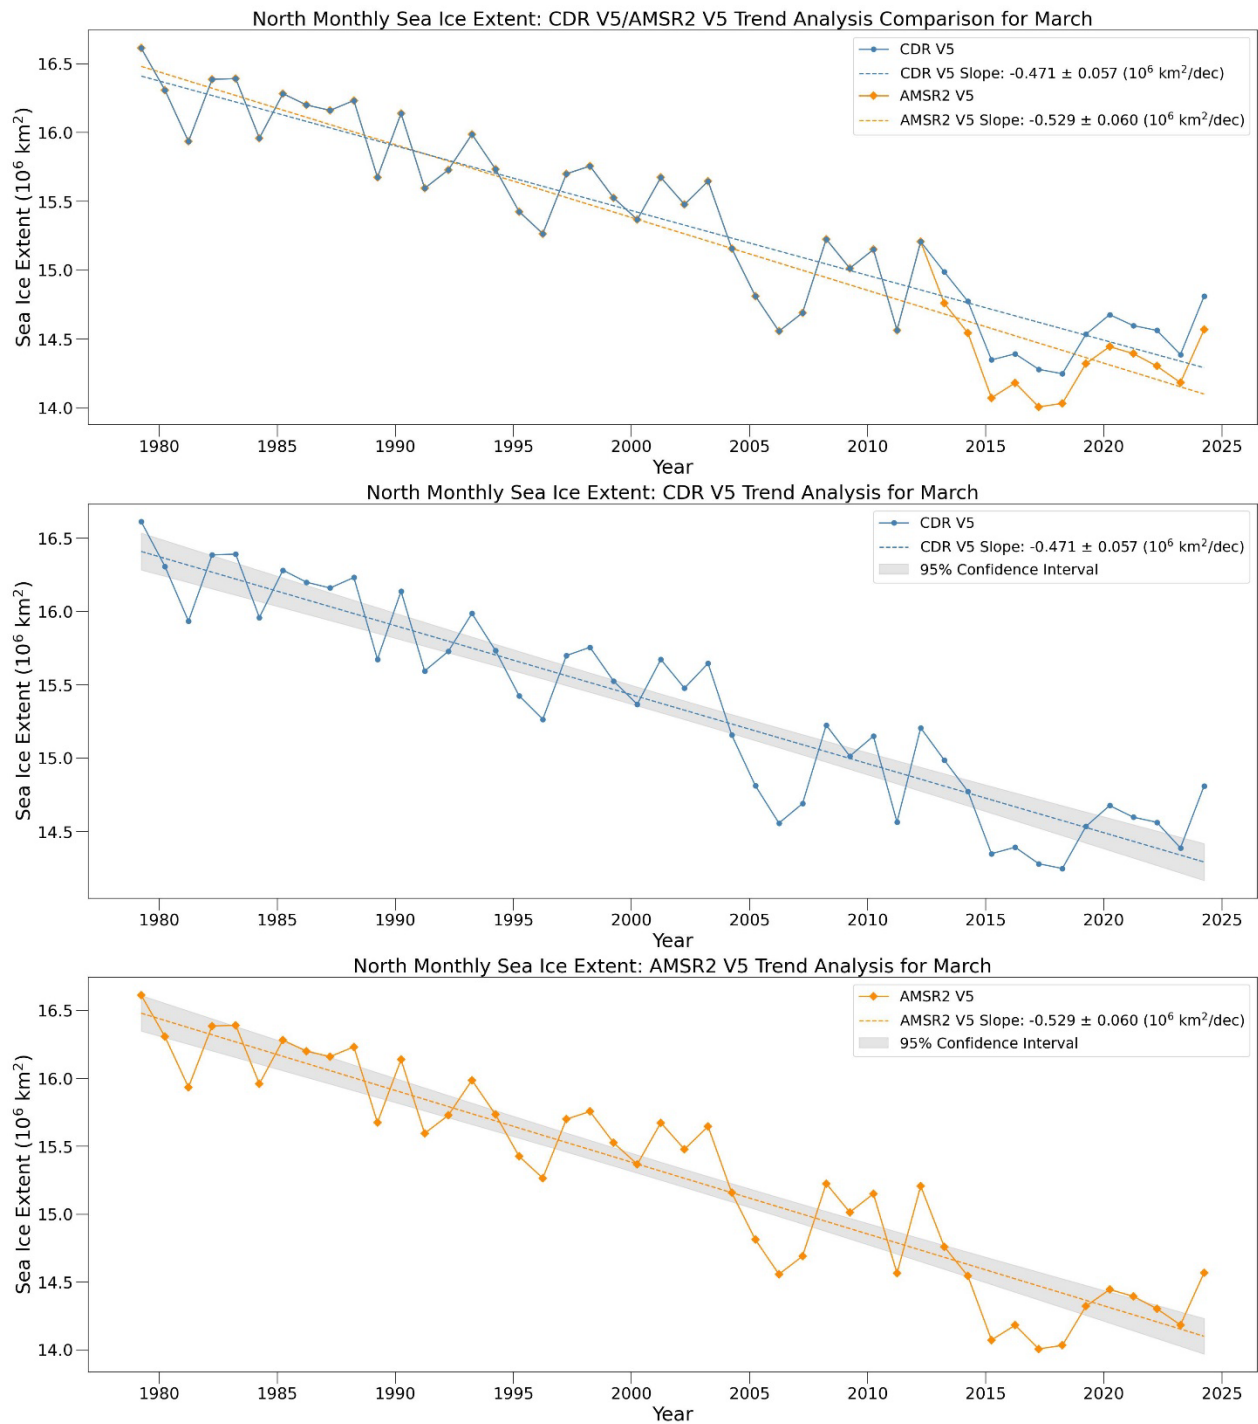 North Monthly Sea Ice Extent: CDR V5/AMSR2 V5 Trend Analysis Comparison for March
CDR V5
CDR V5 Slope: -0.471 ± 0.057 (10⁶ km²/dec)
AMSR2 V5
AMSR2 V5 Slope: -0.529 ± 0.060 (10⁶ km²/dec)
Sea Ice Extent (10⁶ km²)
16.5
16.0
15.5
15.0
14.5
14.0
1980 1985 1990 1995 2000 2005 2010 2015 2020 2025
Year
North Monthly Sea Ice Extent: CDR V5 Trend Analysis for March
CDR V5
CDR V5 Slope: -0.471 ± 0.057 (10⁶ km²/dec)
95% Confidence Interval
Sea Ice Extent (10⁶ km²)
16.5
16.0
15.5
15.0
14.5
1980 1985 1990 1995 2000 2005 2010 2015 2020 2025
Year
North Monthly Sea Ice Extent: AMSR2 V5 Trend Analysis for March
AMSR2 V5
AMSR2 V5 Slope: -0.529 ± 0.060 (10⁶ km²/dec)
95% Confidence Interval
Sea Ice Extent (10⁶ km²)
16.5
16.0
15.5
15.0
14.5
14.0
1980 1985 1990 1995 2000 2005 2010 2015 2020 2025
Year